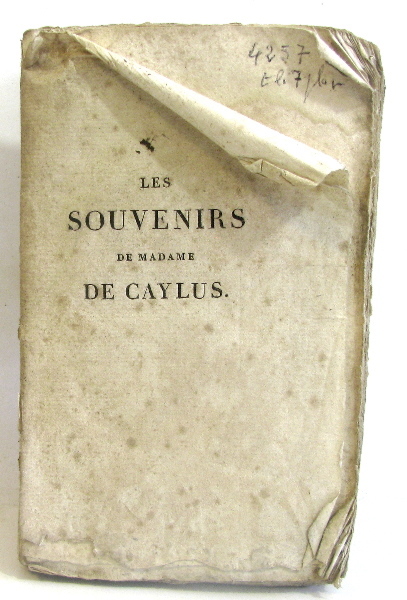 4257
LES
SOUVENIRS
DE MADAME
DE CAYLUS.